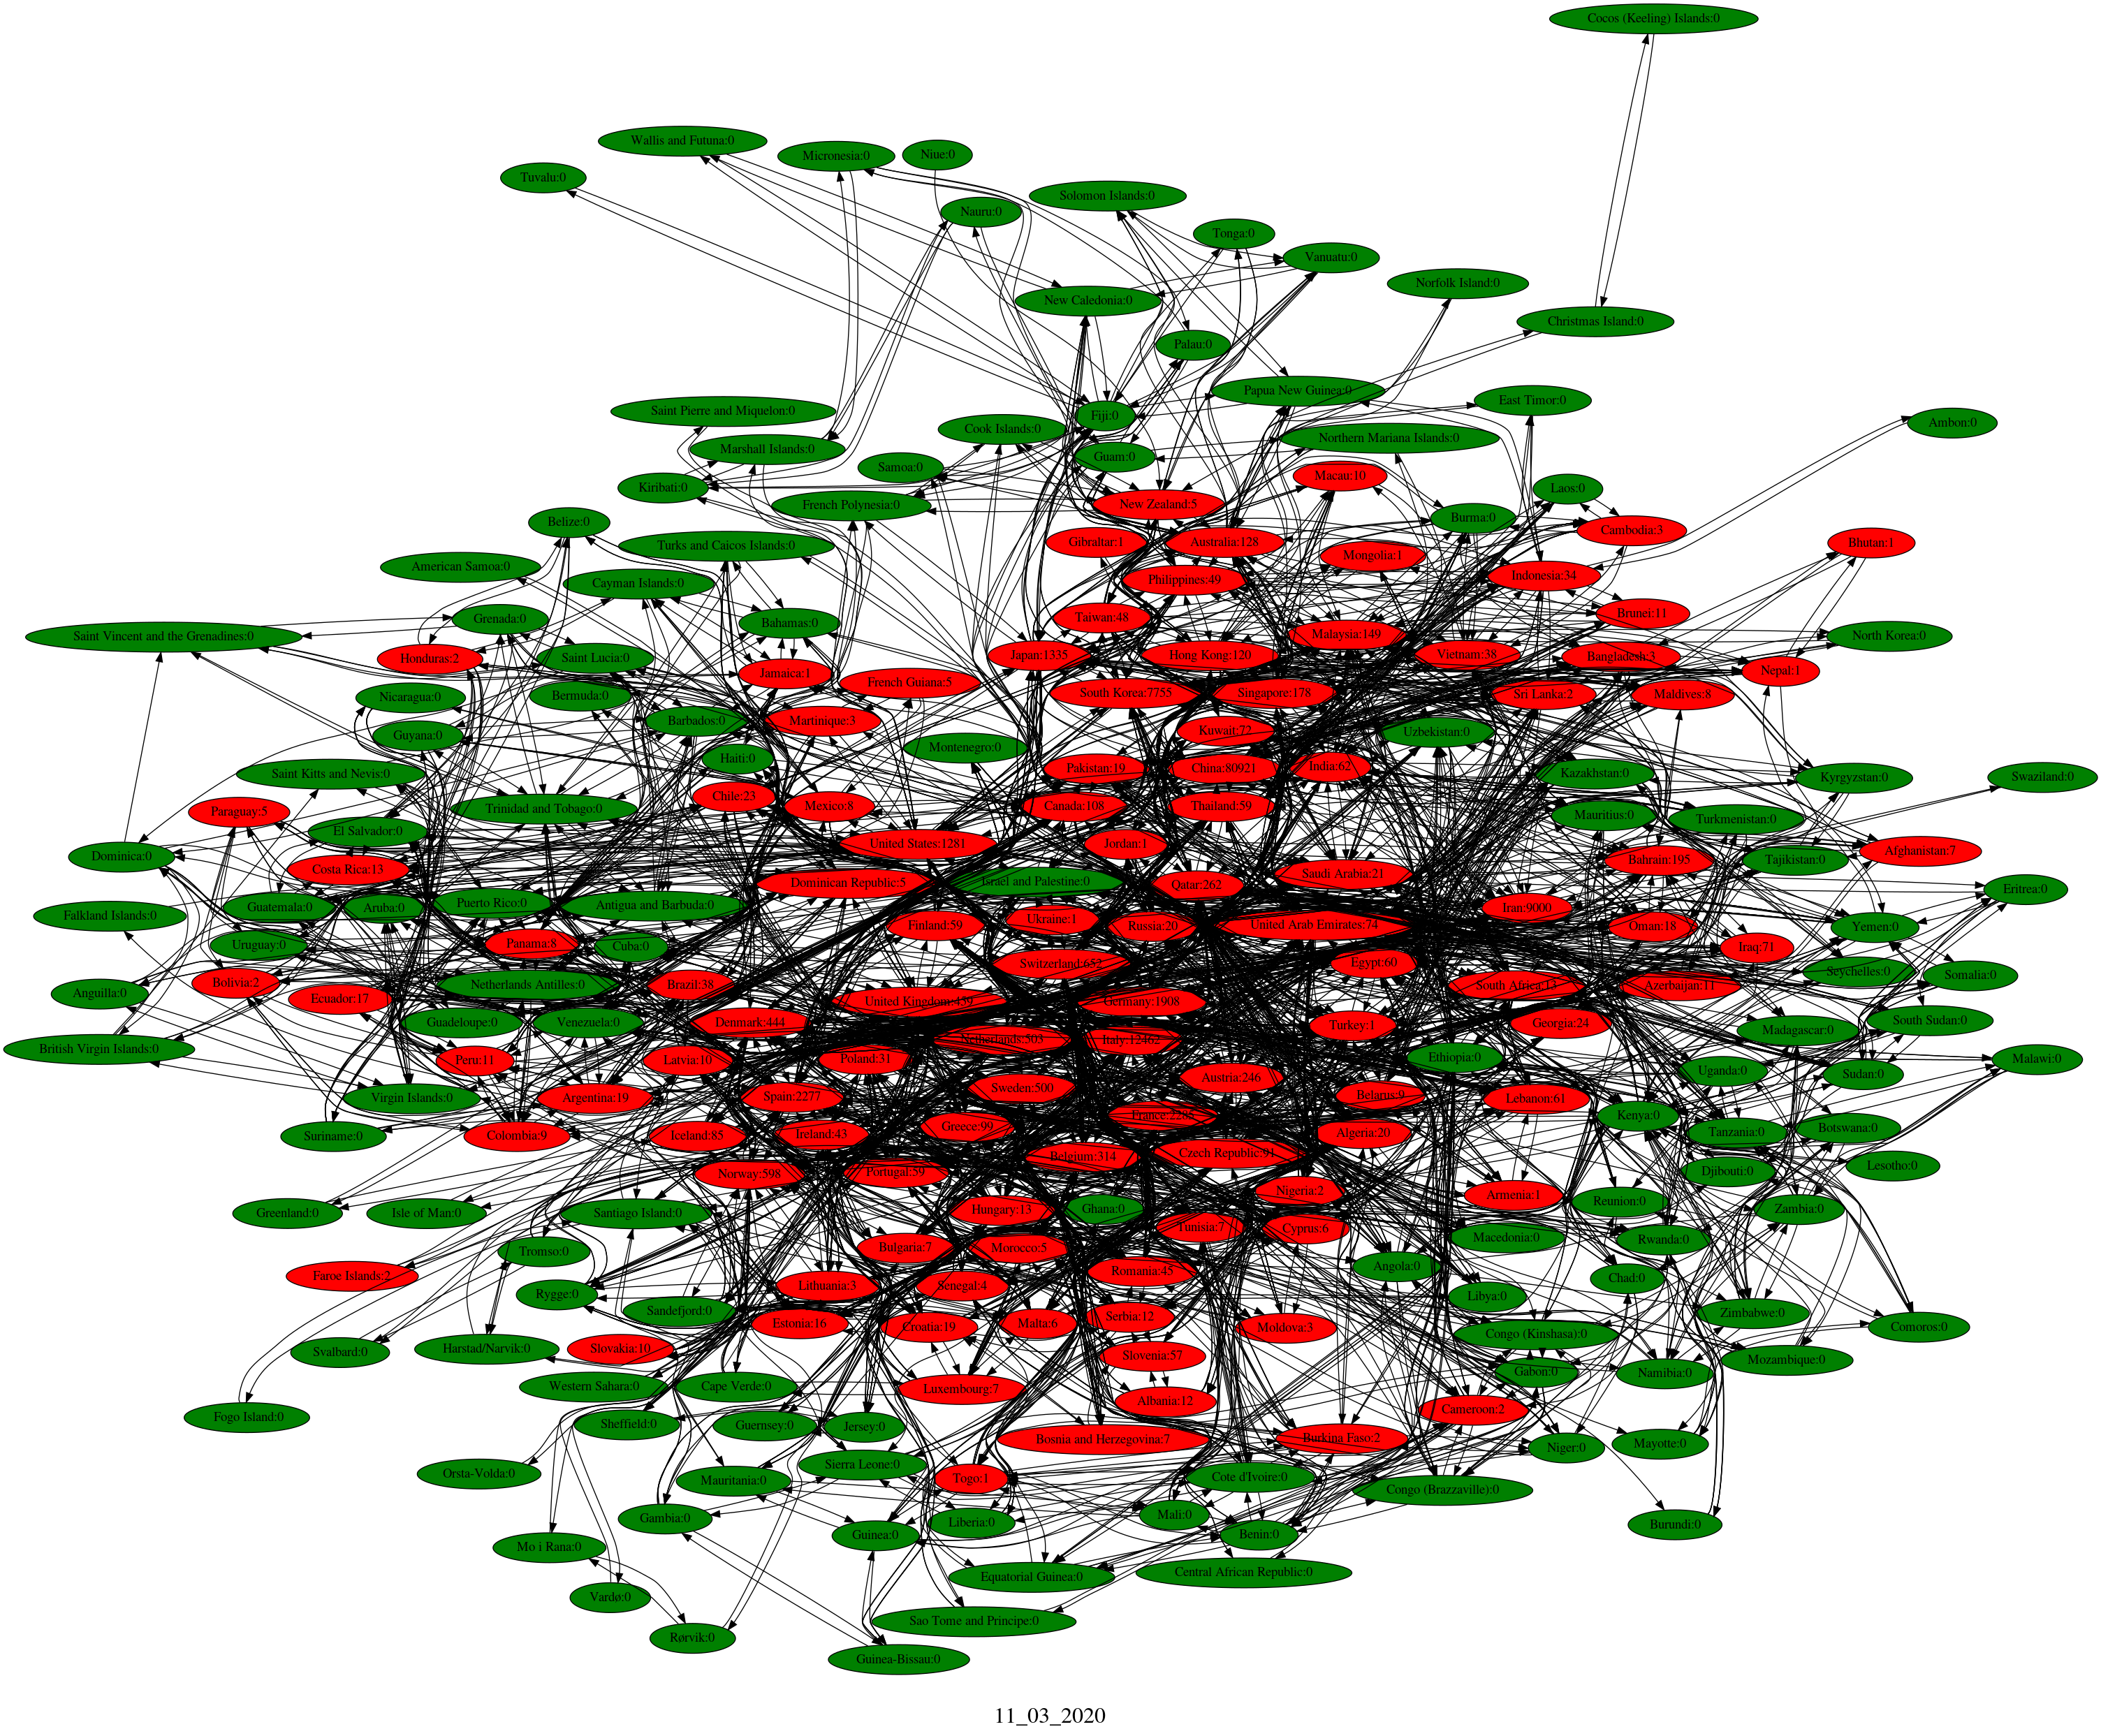 Cocos (Keeling) Islands:0
Wallis and Futuna:0
Micronesia:0
Niue:0
Tuvalu:0
Solomon Islands:0
Nauru:0
Tonga:0
Vanuatu:0
Norfolk Island:0
New Caledonia:0
Christmas Island:0
Palau:0
Papua New Guinea:0
East Timor:0
Saint Pierre and Miquelon:0
Fiji:0
Ambon:0
Cook Islands:0
Northern Mariana Islands:0
Marshall Islands:0
Guam:0
Samoa:0
Macau:10
Kiribati:0
Laos:0
French Polynesia:0
New Zealand:5
Burma:0
Belize:0
Cambodia:3
Turks and Caicos Islands:0
Gibraltar:1
Australia:128
Bhutan:1
Mongolia:1
American Samoa:0
Cayman Islands:0
Philippines:49
Indonesia:34
Grenada:0
Bahamas:0
Taiwan:48
Brunei:11
Saint Vincent and the Grenadines:0
Malaysia:149
North Korea:0
Honduras:2
Saint Lucia:0
Japan:1335
Hong Kong:120
Vietnam:38
Bangladesh:3
Jamaica:1
Nepal:1
French Guiana:5
Nicaragua:0
Bermuda:0
South Korea:7755
Singapore:178
Sri Lanka:2
Maldives:8
Guyana:0
Barbados:0
Martinique:3
Kuwait:72
Uzbekistan:0
Montenegro:0
Haiti:0
Saint Kitts and Nevis:0
Pakistan:19
China:80921
India:62
Kazakhstan:0
Kyrgyzstan:0
Swaziland:0
Chile:23
Paraguay:5
Trinidad and Tobago:0
Mexico:8
Canada:108
Thailand:59
Mauritius:0
Turkmenistan:0
El Salvador:0
United States:1281
Jordan:1
Dominica:0
Costa Rica:13
Bahrain:195
Tajikistan:0
Afghanistan:7
Dominican Republic:5
Israel and Palestine:0
Qatar:262
Saudi Arabia:21
Eritrea:0
Falkland Islands:0
Guatemala:0
Aruba:0
Puerto Rico:0
Antigua and Barbuda:0
Iran:9000
Finland:59
Ukraine:1
Russia:20
United Arab Emirates:74
Oman:18
Yemen:0
Uruguay:0
Panama:8
Cuba:0
Iraq:71
Switzerland:652
Egypt:60
Seychelles:0
Somalia:0
Anguilla:0
Bolivia:2
Netherlands Antilles:0
Brazil:38
South Africa:13
Azerbaijan:11
Ecuador:17
United Kingdom:459
Germany:1908
Guadeloupe:0
Venezuela:0
Denmark:444
Turkey:1
Georgia:24
Madagascar:0
South Sudan:0
British Virgin Islands:0
Netherlands:503
Italy:12462
Peru:11
Latvia:10
Poland:31
Ethiopia:0
Malawi:0
Uganda:0
Sudan:0
Virgin Islands:0
Argentina:19
Spain:2277
Sweden:500
Austria:246
Belarus:9
Lebanon:61
Kenya:0
Suriname:0
Colombia:9
Iceland:85
Ireland:43
Greece:99
Algeria:20
Tanzania:0
Botswana:0
Belgium:314
Czech Republic:91
Lesotho:0
Norway:598
Portugal:59
Djibouti:0
Nigeria:2
Armenia:1
Reunion:0
Greenland:0
Isle of Man:0
Santiago Island:0
Hungary:13
Ghana:0
Zambia:0
Tunisia:7
Cyprus:6
Macedonia:0
Rwanda:0
Tromso:0
Bulgaria:7
Morocco:5
Faroe Islands:2
Angola:0
Chad:0
Romania:45
Rygge:0
Lithuania:3
Senegal:4
Libya:0
Sandefjord:0
Zimbabwe:0
Estonia:16
Croatia:19
Malta:6
Serbia:12
Moldova:3
Congo (Kinshasa):0
Comoros:0
Svalbard:0
Harstad/Narvik:0
Slovakia:10
Slovenia:57
Mozambique:0
Gabon:0
Namibia:0
Western Sahara:0
Cape Verde:0
Luxembourg:7
Albania:12
Cameroon:2
Fogo Island:0
Sheffield:0
Guernsey:0
Jersey:0
Bosnia and Herzegovina:7
Burkina Faso:2
Niger:0
Mayotte:0
Orsta-Volda:0
Mauritania:0
Sierra Leone:0
Togo:1
Cote d'Ivoire:0
Congo (Brazzaville):0
Gambia:0
Liberia:0
Mali:0
Burundi:0
Guinea:0
Benin:0
Mo i Rana:0
Equatorial Guinea:0
Central African Republic:0
Vardø:0
Sao Tome and Principe:0
Rørvik:0
Guinea-Bissau:0
11_03_2020